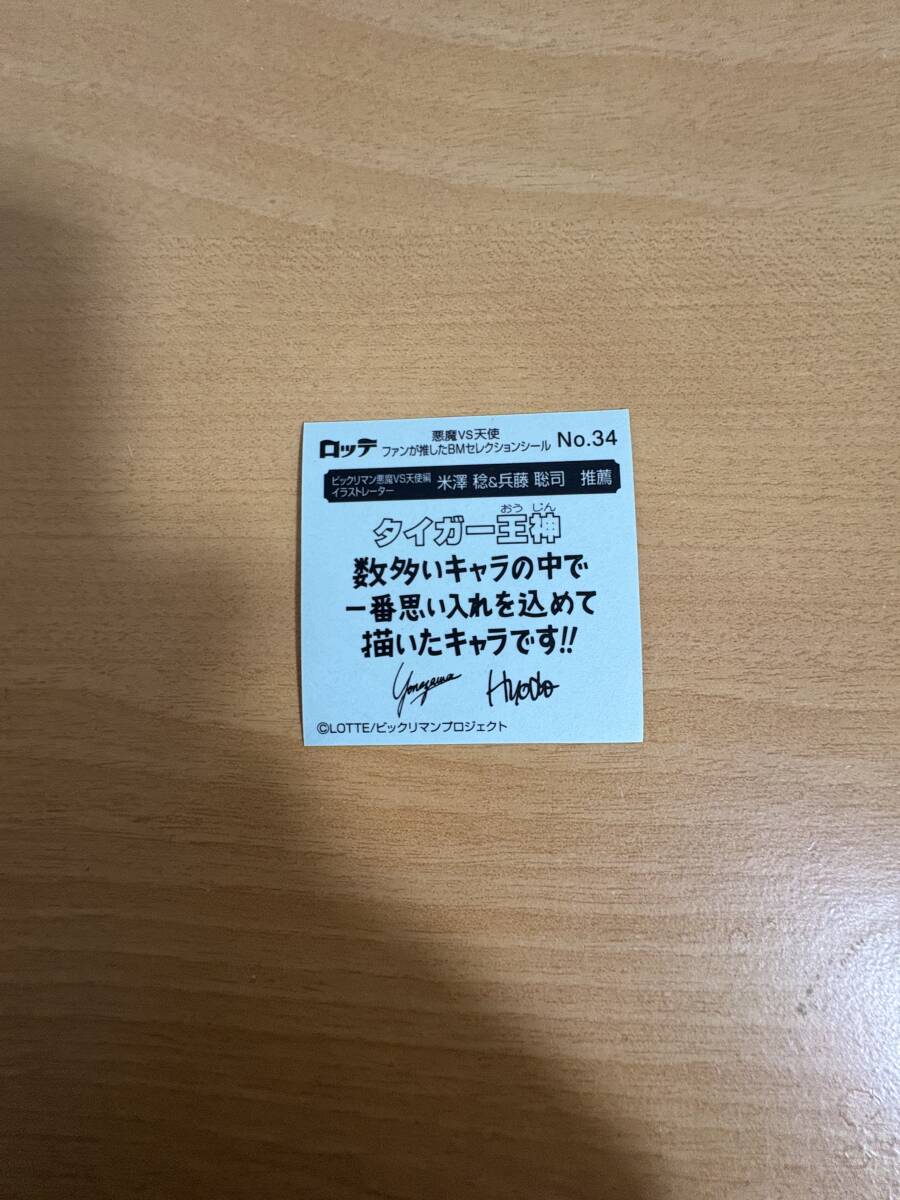 ロッテ
悪魔VS天使
ファンが推したBMセレクションシール
No.34
ビックリマン悪魔VS天使編
イラストレーター
米澤 稔&兵藤 聡司 推薦
おう じん
タイガー王神
数多いキャラの中で
一番思い入れを込めて
描いたキャラです!!
Yonezawa Hyodo
©LOTTE/ビックリマンプロジェクト